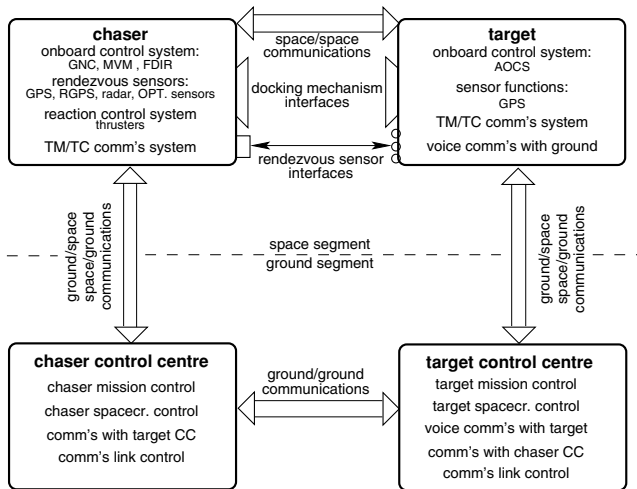 chaser
onboard control system:
GNC, MVM , FDIR
rendezvous sensors:
GPS, RGPS, radar, OPT. sensors
reaction control system
thrusters
TM/TC comm's system
space/space
communications
docking mechanism
interfaces
rendezvous sensor
interfaces
target
onboard control system:
AOCS
sensor functions:
GPS
TM/TC comm's system
voice comm's with ground
ground/space
space/ground
communications
space segment
ground segment
ground/space
space/ground
communications
chaser control centre
chaser mission control
chaser spacecr. control
comm's with target CC
comm's link control
ground/ground
communications
target control centre
target mission control
target spacecr. control
voice comm's with target
comm's with chaser CC
comm's link control